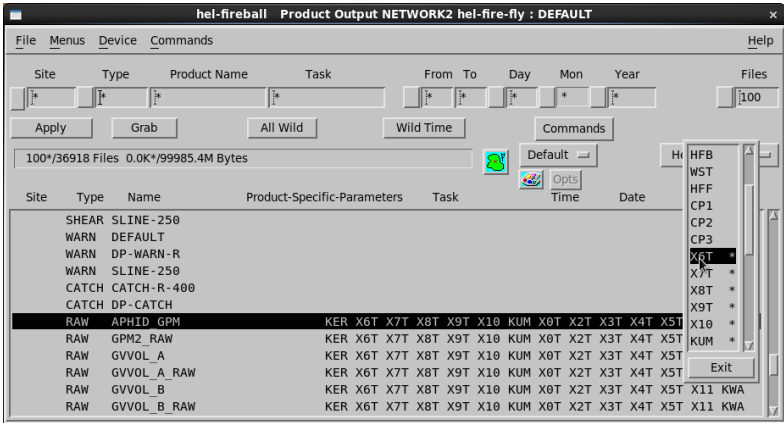 hel-fireball Product Output NETWORK2 hel-fire-fly : DEFAULT
File Menus Device Commands Help
Site Type Product Name Task From To Day Mon Year Files
* * * * * * * * * 100
Apply Grab All Wild Wild Time Commands
100*/36918 Files 0.0K*/99985.4M Bytes
Default
Opts
Site Type Name Product-Specific-Parameters Task Time Date
SHEAR SLINE-250
WARN DEFAULT
WARN DP-WARN-R
WARN SLINE-250
CATCH CATCH-R-400
CATCH DP-CATCH
RAW APHID_GPM KER X6T X7T X8T X9T X10 KUM X0T X2T X3T X4T X5T
RAW GPM2_RAW KER X6T X7T X8T X9T X10 KUM X0T X2T X3T X4T X5T
RAW GVVOL_A KER X6T X7T X8T X9T X10 KUM X0T X2T X3T X4T X5T
RAW GVVOL_A_RAW KER X6T X7T X8T X9T X10 KUM X0T X2T X3T X4T X5T
RAW GVVOL_B KER X6T X7T X8T X9T X10 KUM X0T X2T X3T X4T X5T X11 KWA
RAW GVVOL_B_RAW KER X6T X7T X8T X9T X10 KUM X0T X2T X3T X4T X5T X11 KWA
HFB
WST
HFF
CP1
CP2
CP3
X6T *
X7T *
X8T *
X9T *
X10 *
KUM *
Exit